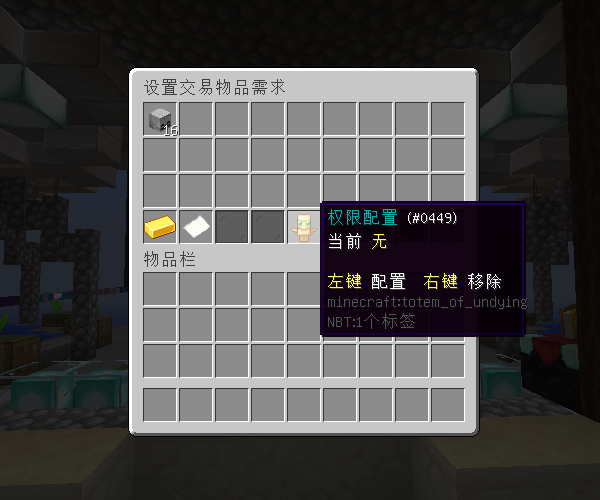 设置交易物品需求
16
权限配置 (#0449)
当前 无
左键 配置 右键 移除
minecraft:totem_of_undying
NBT:1个标签
物品栏